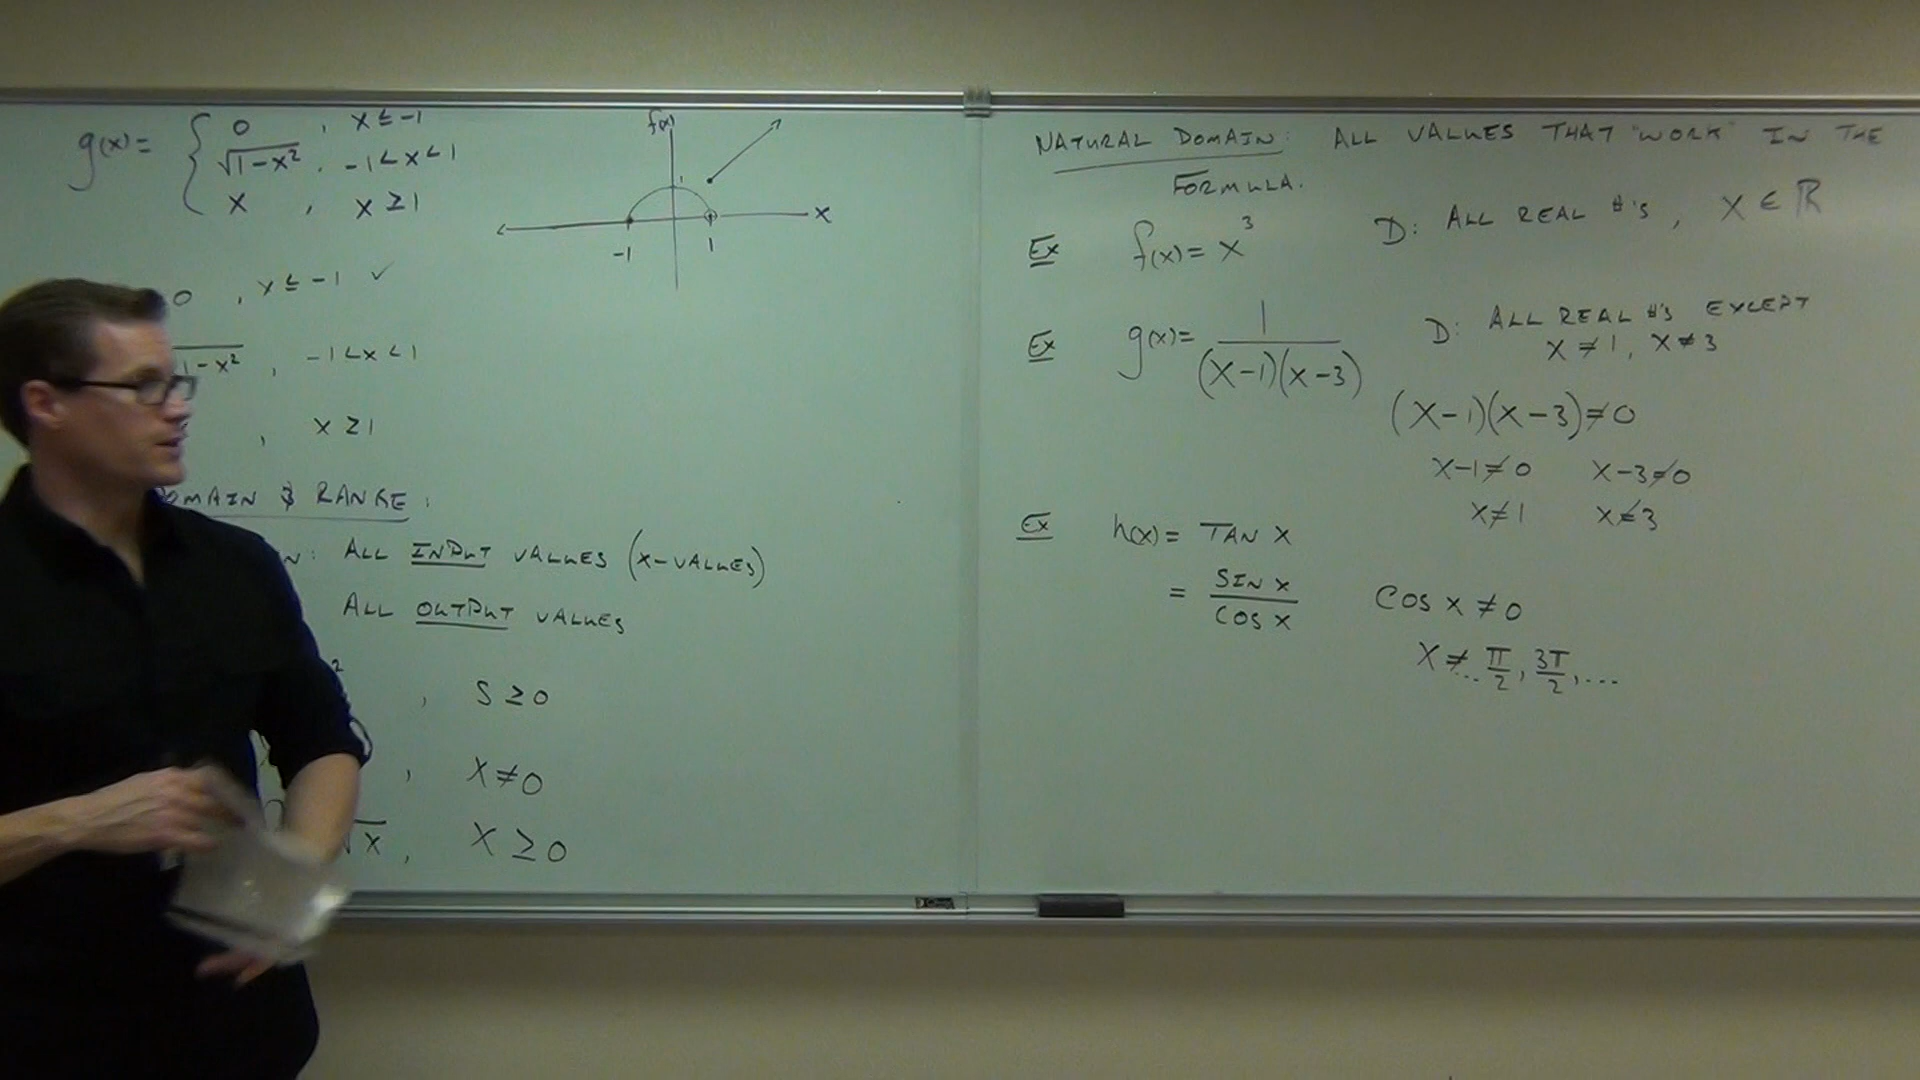 g(x)= { 0 , x ≤ -1
√(1-x²) , -1<x<1
x , x ≥ 1
f(x)
1
x
-1
1
0 , x ≤ -1 ✓
1-x² , -1<x<1
, x ≥ 1
OMAIN & RANGE:
N: ALL INPUT VALUES (X-VALUES)
ALL OUTPUT VALUES
2
, S ≥ 0
, X ≠ 0
√x , X ≥ 0
NATURAL DOMAIN: ALL VALUES THAT "WORK" IN THE
FORMULA.
Ex f(x)= x³ D: ALL REAL #'s , X ∈ ℝ
Ex g(x)= 1/((x-1)(x-3)) D: ALL REAL #'s EXCEPT
X ≠ 1, X ≠ 3
(X-1)(X-3)≠0
X-1≠0 X-3≠0
X≠1 X≠3
Ex h(x)= TAN X
= SIN X/COS X COS X ≠ 0
X ≠ ... π/2, 3π/2, ...